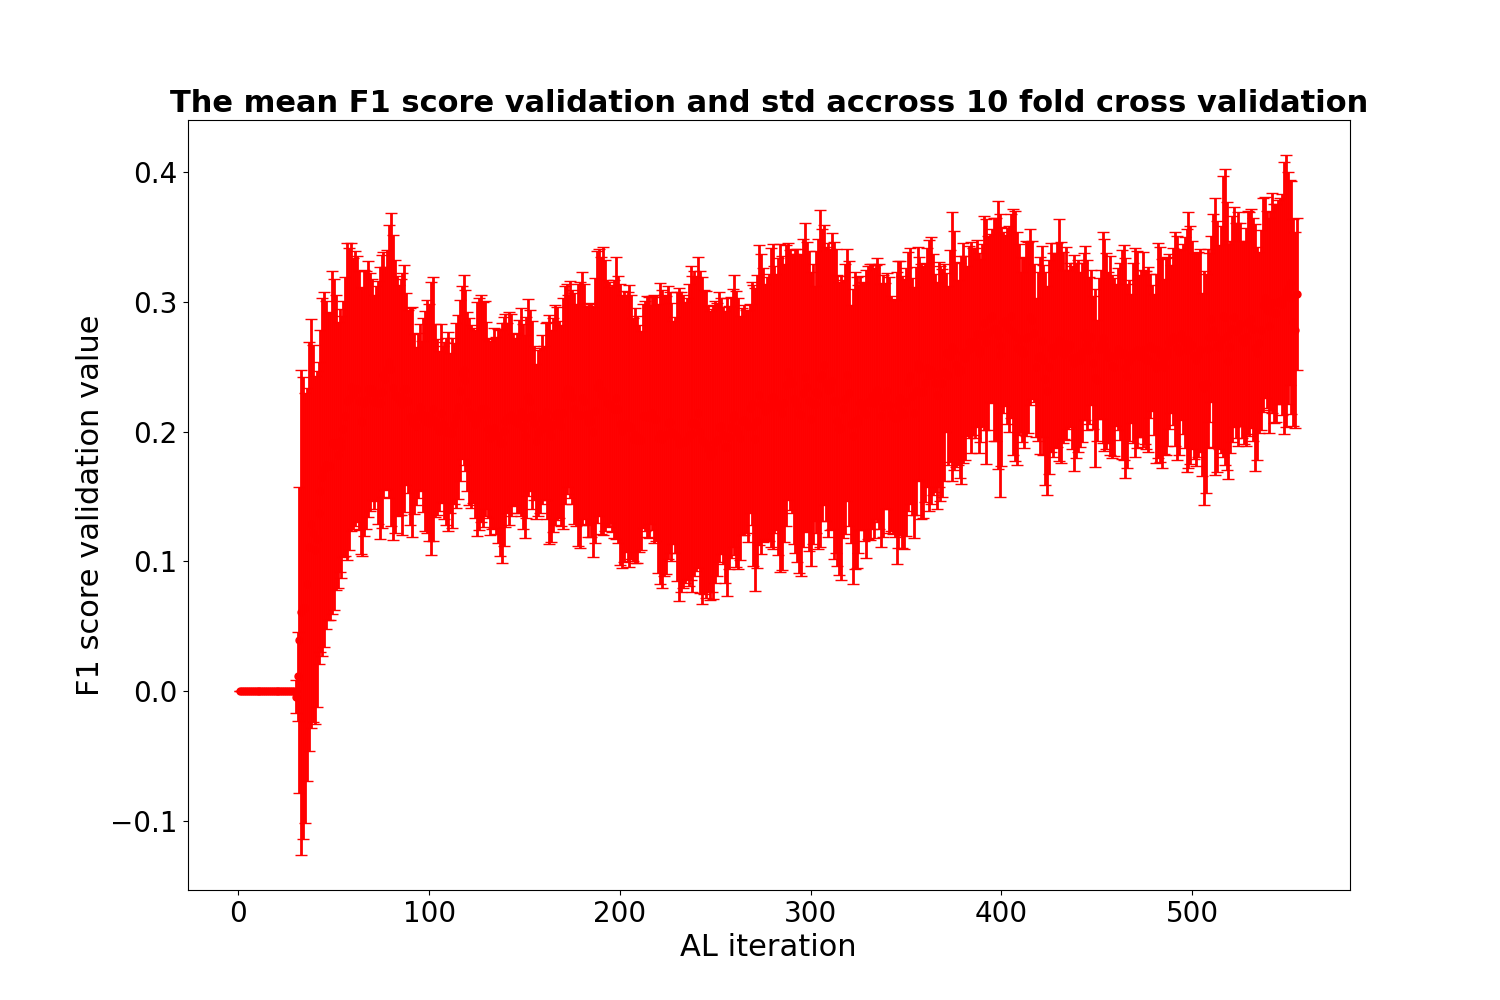 The mean F1 score validation and std accross 10 fold cross validation
0.4
0.3
0.2
0.1
0.0
−0.1
F1 score validation value
0 100 200 300 400 500
AL iteration